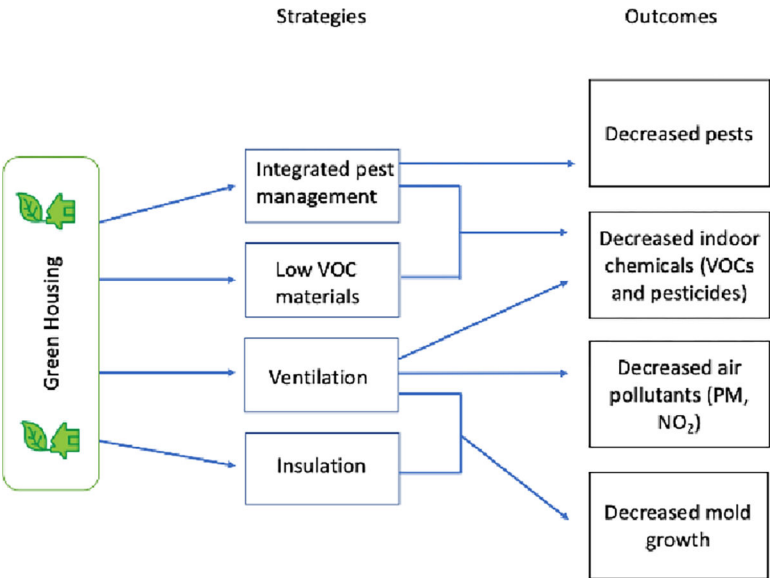 Strategies
Outcomes
Green Housing
Integrated pest
management
Low VOC
materials
Ventilation
Insulation
Decreased pests
Decreased indoor
chemicals (VOCs
and pesticides)
Decreased air
pollutants (PM,
NO₂)
Decreased mold
growth